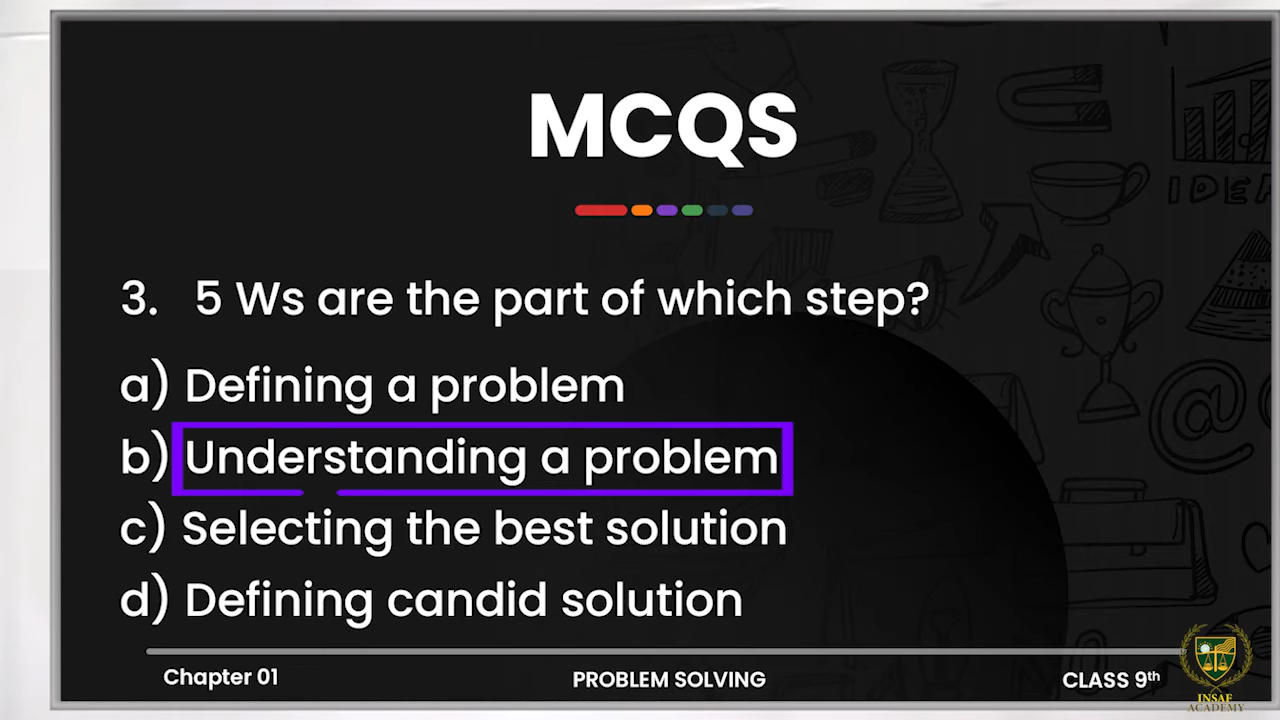 MCQS
IDEA
3. 5 Ws are the part of which step?
a) Defining a problem
b) Understanding a problem
c) Selecting the best solution
d) Defining candid solution
Chapter 01
PROBLEM SOLVING
CLASS 9th
INSAF
ACADEMY